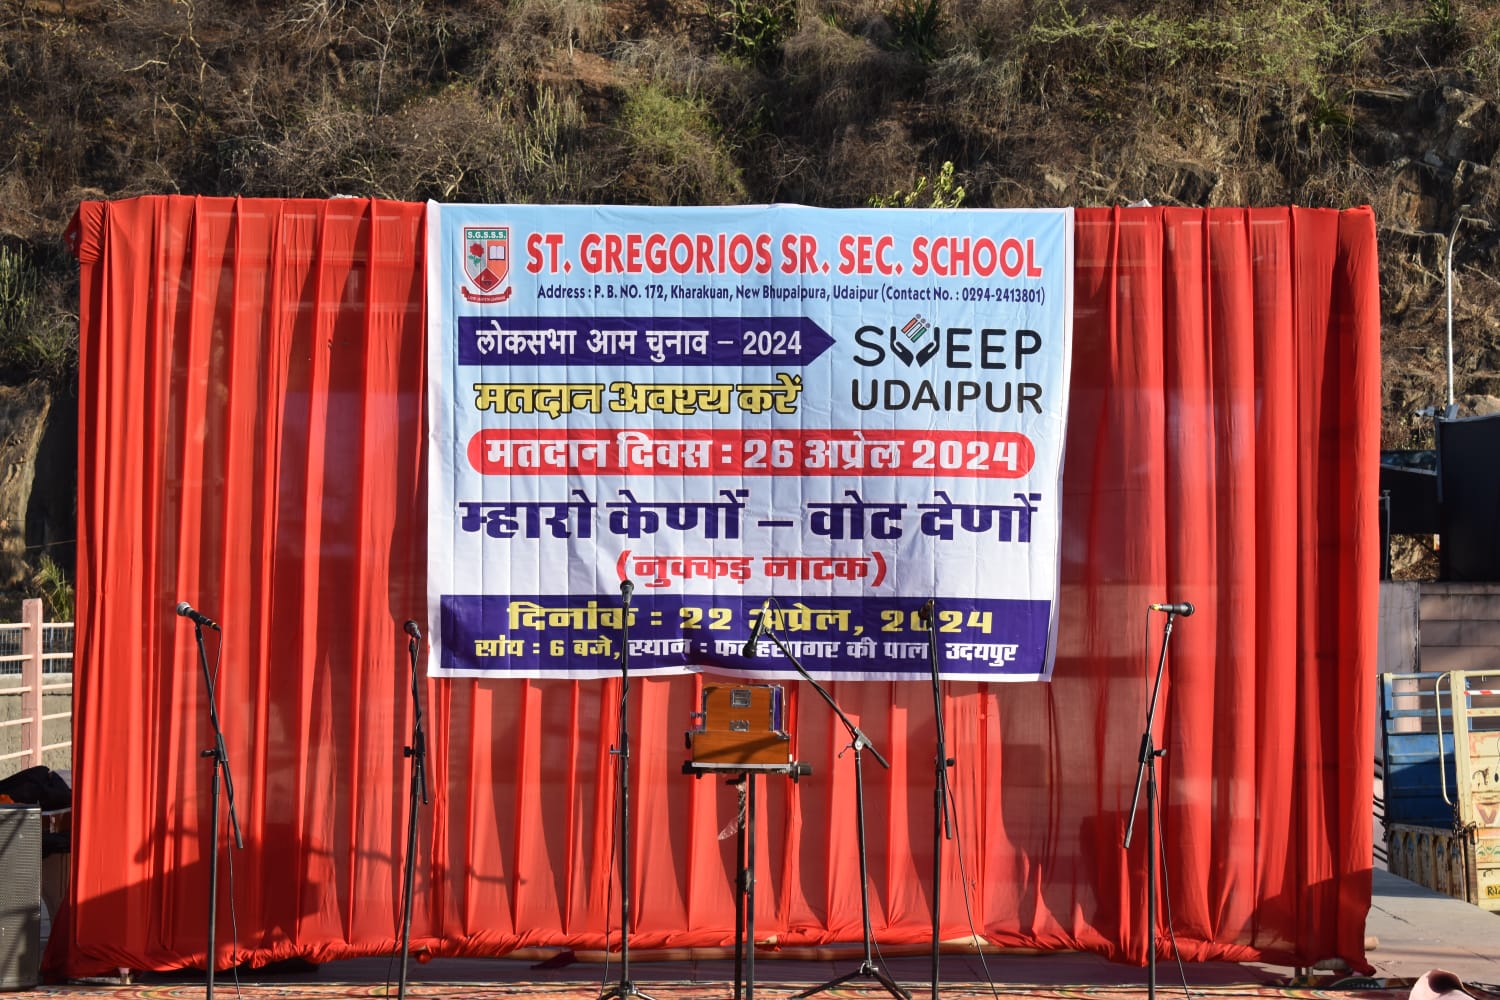 S.G.S.S.S.
ST. GREGORIOS SR. SEC. SCHOOL
Address : P. B. NO. 172, Kharakuan, New Bhupalpura, Udaipur (Contact No. : 0294-2413801)
लोकसभा आम चुनाव – 2024
SWEEP
UDAIPUR
मतदान अवश्य करें
मतदान दिवस : 26 अप्रेल 2024
म्हारो केणों – वोट देणों
(नुक्कड़ नाटक)
दिनांक : 22 अप्रेल, 2024
सांय : 6 बजे, स्थान : फतहसागर की पाल, उदयपुर